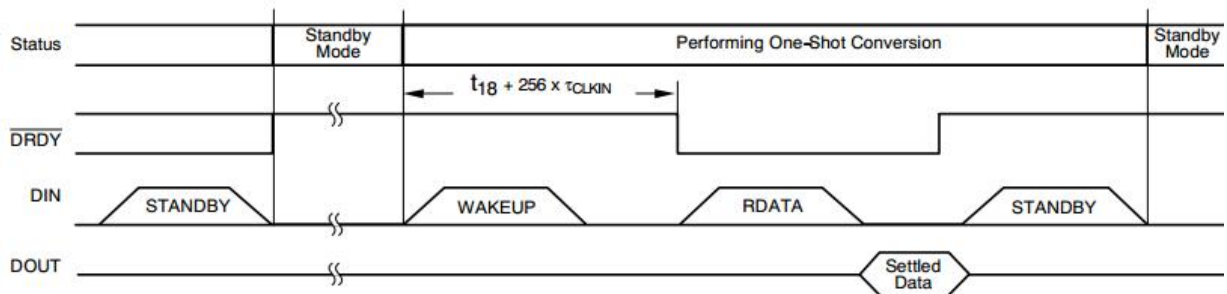 Status
Standby
Mode
Performing One-Shot Conversion
Standby
Mode
t18 + 256 x τCLKIN
DRDY
DIN
STANDBY
WAKEUP
RDATA
STANDBY
DOUT
Settled
Data